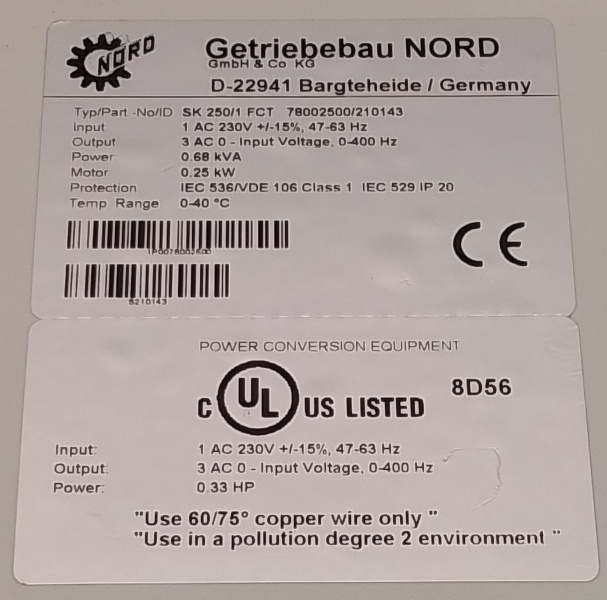 NORD
Getriebebau NORD
GmbH & Co KG
D-22941 Bargteheide / Germany
Typ/Part -No/ID SK 250/1 FCT 78002500/210143
Input 1 AC 230V +/-15%, 47-63 Hz
Output 3 AC 0 - Input Voltage, 0-400 Hz
Power 0.68 kVA
Motor 0.25 kW
Protection IEC 536/VDE 106 Class 1 IEC 529 IP 20
Temp Range 0-40 °C
CE
1P0078002500
S210143
POWER CONVERSION EQUIPMENT
C UL US LISTED 8D56
Input: 1 AC 230V +/-15%, 47-63 Hz
Output: 3 AC 0 - Input Voltage, 0-400 Hz
Power: 0.33 HP
"Use 60/75° copper wire only "
"Use in a pollution degree 2 environment "